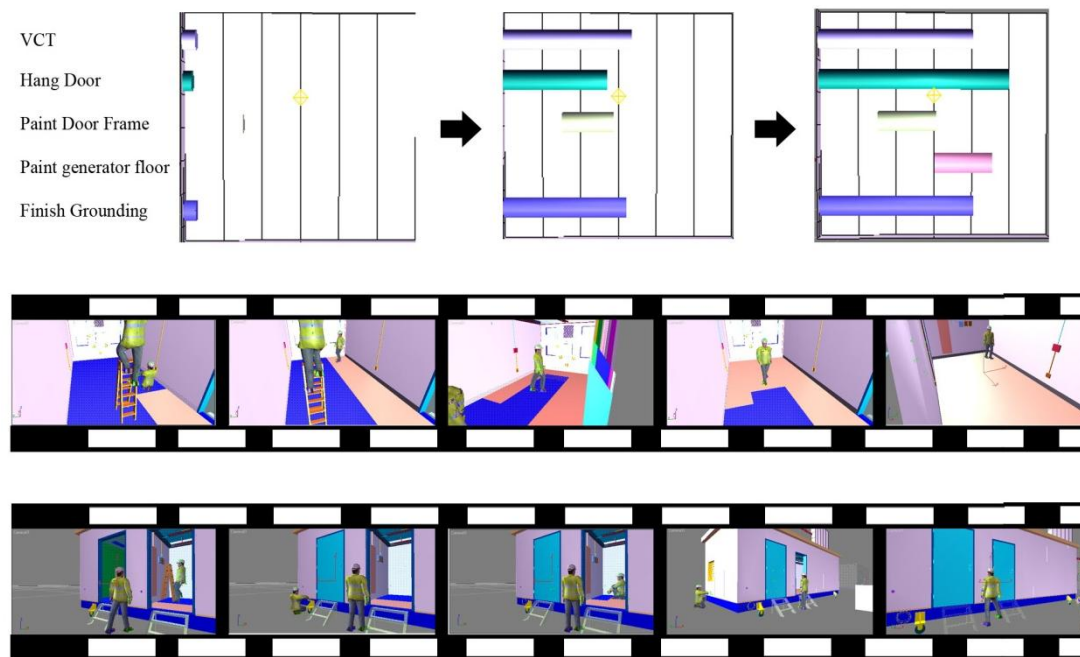 VCT
Hang Door
Paint Door Frame
Paint generator floor
Finish Grounding